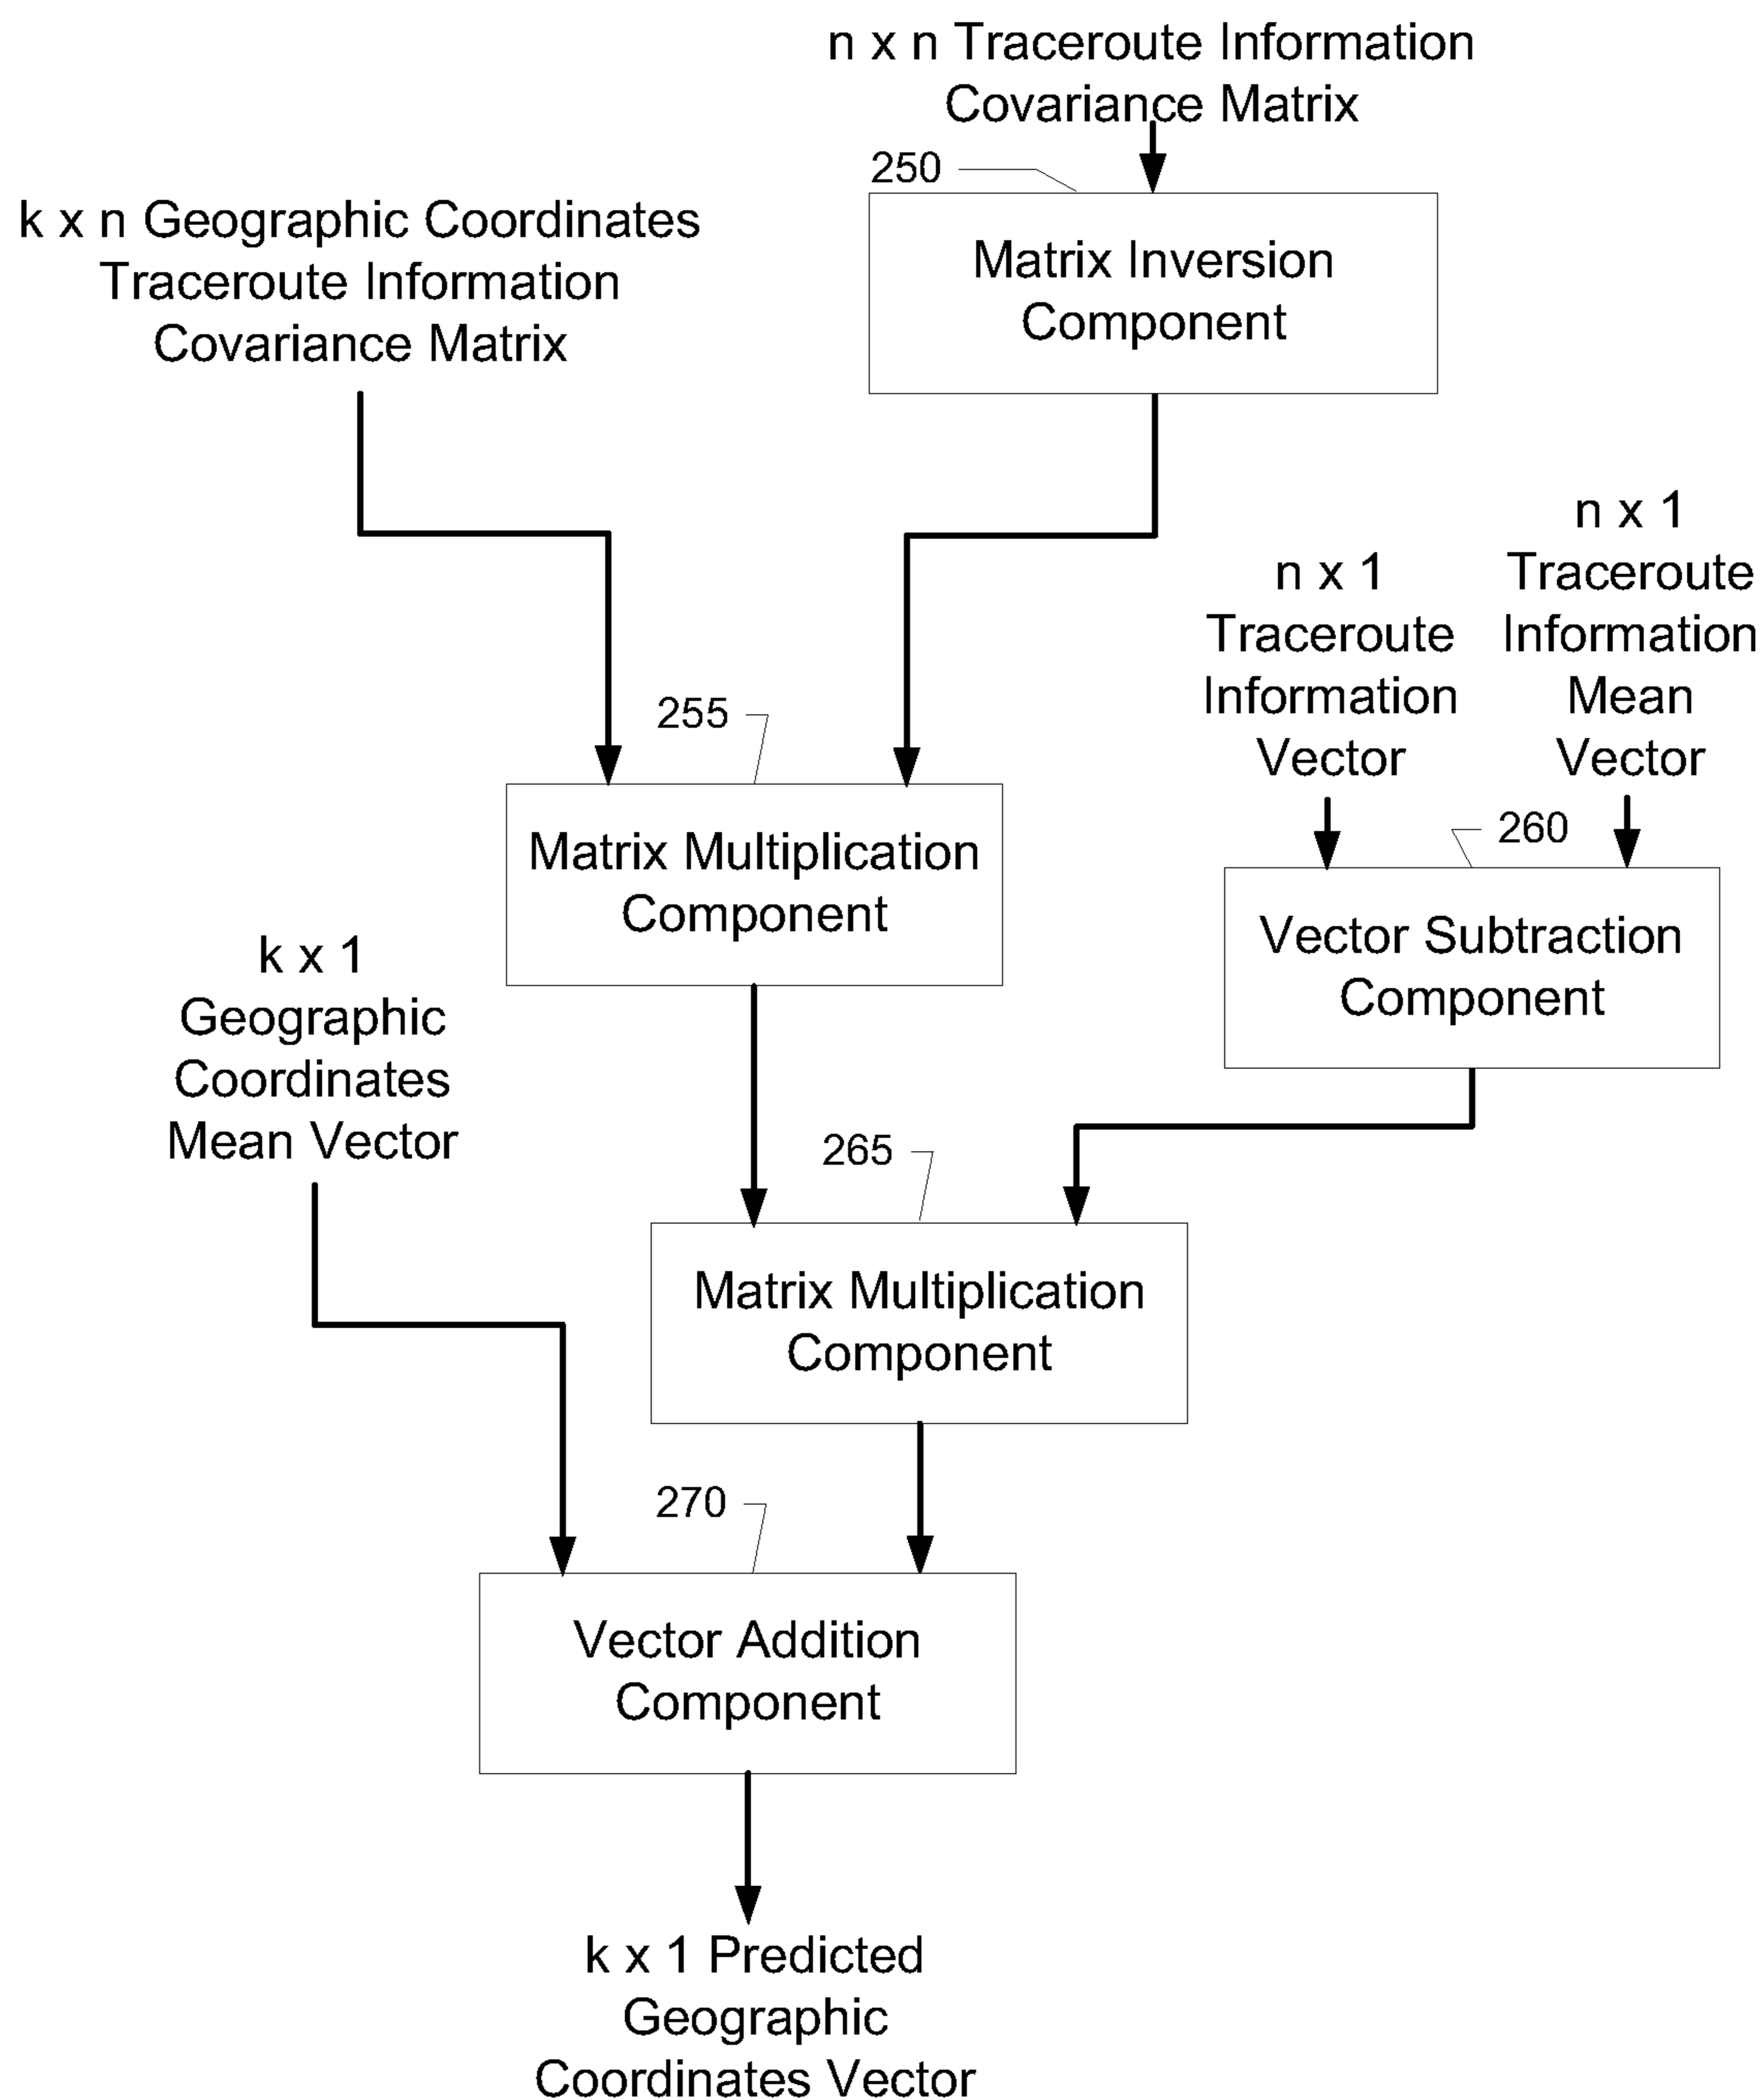 n x n Traceroute Information
Covariance Matrix
250
Matrix Inversion
Component
k x n Geographic Coordinates
Traceroute Information
Covariance Matrix
n x 1
Traceroute
Information
Vector
n x 1
Traceroute
Information
Mean
Vector
255
Matrix Multiplication
Component
260
Vector Subtraction
Component
k x 1
Geographic
Coordinates
Mean Vector
265
Matrix Multiplication
Component
270
Vector Addition
Component
k x 1 Predicted
Geographic
Coordinates Vector